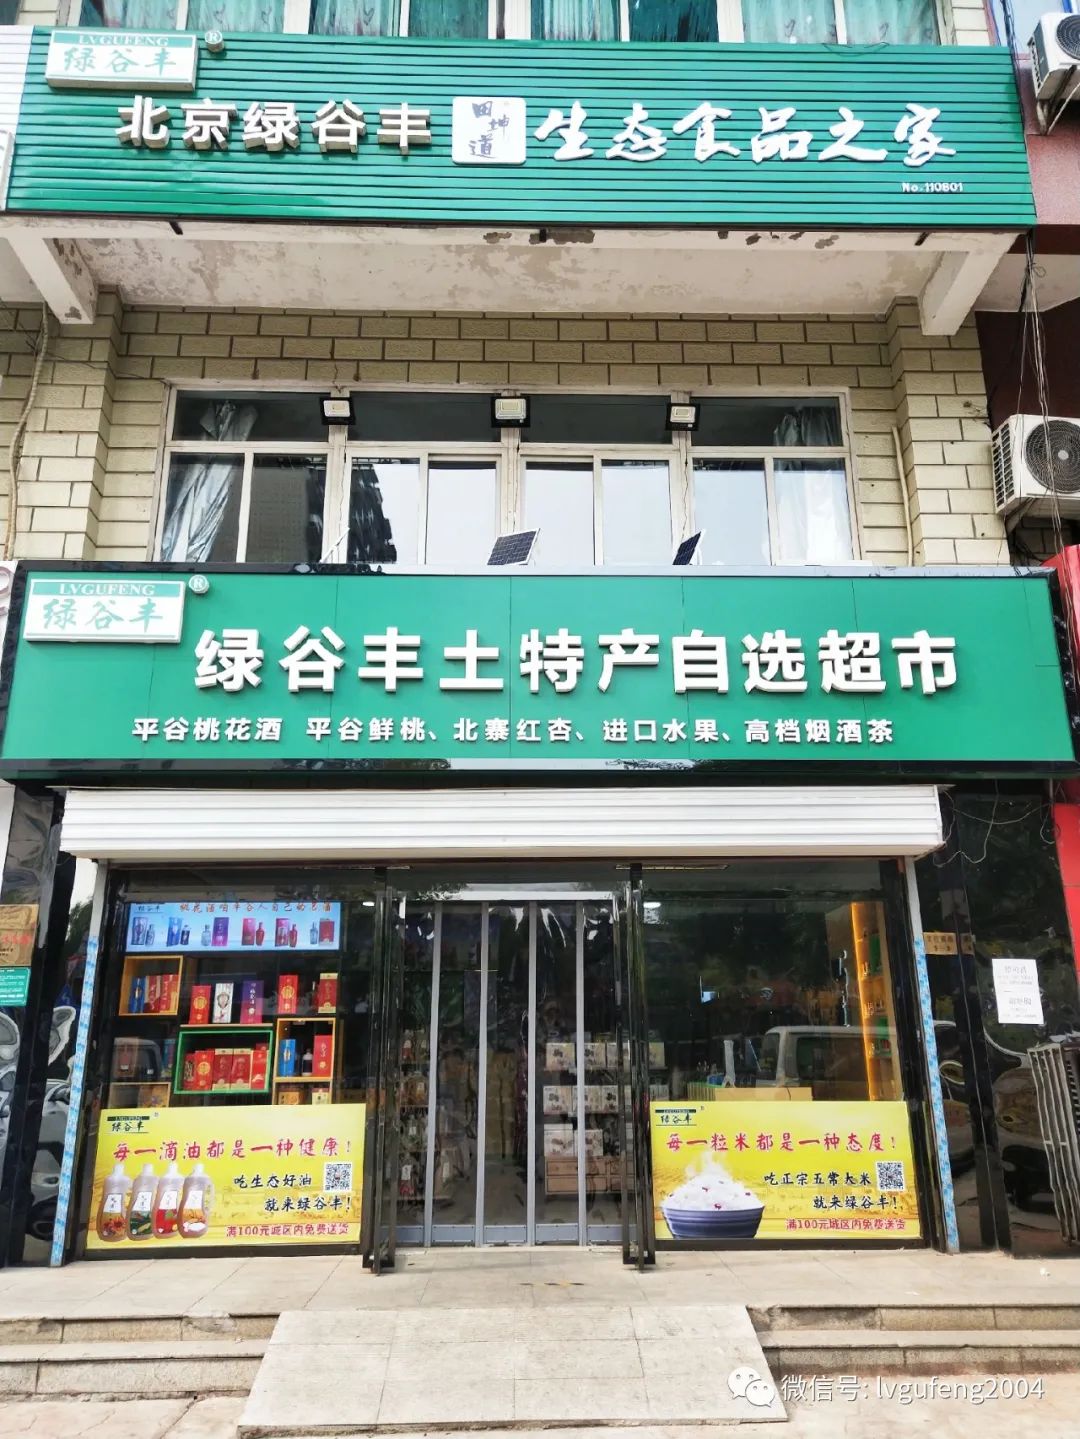 LVGUFENG
绿谷丰 ®
北京绿谷丰 田坤道 生态食品之家
No.110801
LVGUFENG
绿谷丰 ®
绿谷丰土特产自选超市
平谷桃花酒 平谷鲜桃、北寨红杏、进口水果、高档烟酒茶
绿谷丰
绿谷丰
每一滴油都是一种健康！
吃生态好油
就来绿谷丰！
满100元城区内免费送货
绿谷丰
每一粒米都是一种态度！
吃正宗五常大米
就来绿谷丰！
满100元城区内免费送货
微信号: lvgufeng2004